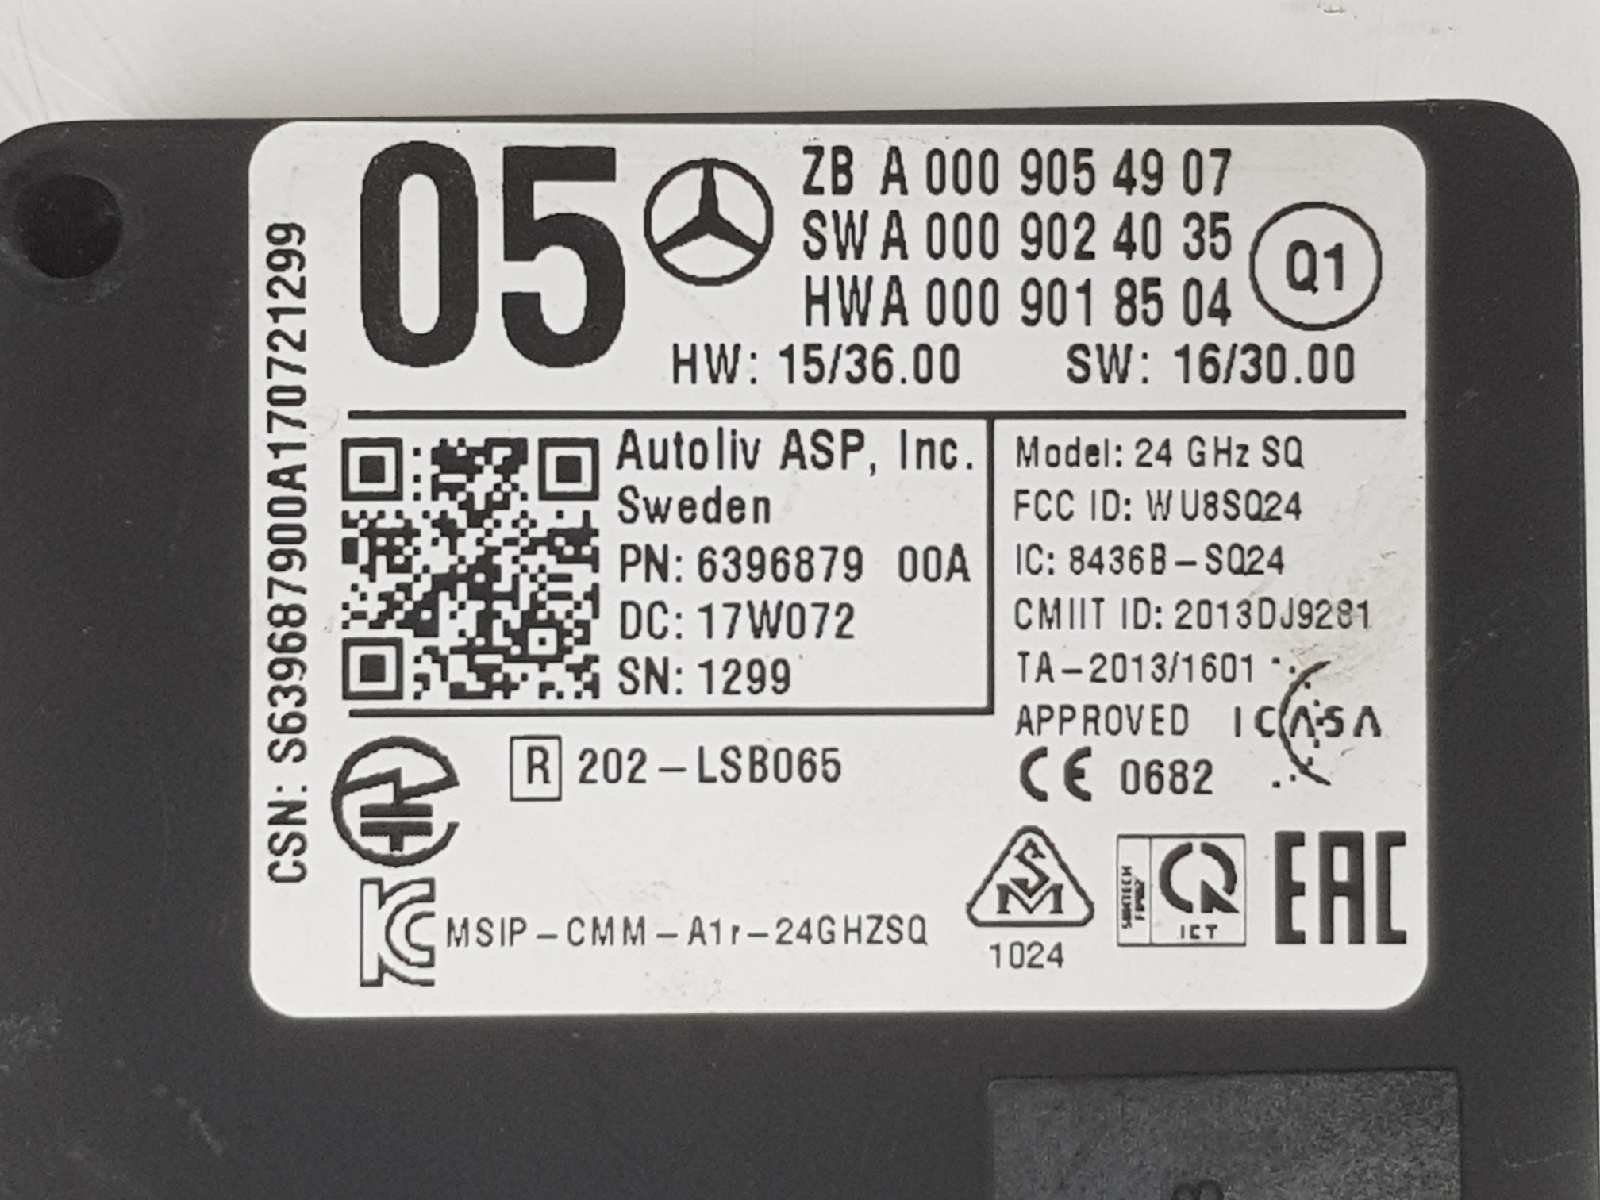 05
ZB A 000 905 49 07
SW A 000 902 40 35
HW A 000 901 85 04
Q1
HW: 15/36.00 SW: 16/30.00
CSN: S639687900A170721299
Autoliv ASP, Inc.
Sweden
PN: 6396879 00A
DC: 17W072
SN: 1299
Model: 24 GHz SQ
FCC ID: WU8SQ24
IC: 8436B-SQ24
CMIIT ID: 2013DJ9281
TA-2013/1601
APPROVED ICASA
CE 0682
R 202-LSB065
MSIP-CMM-A1r-24GHZSQ
SM
1024
ICT
EAC